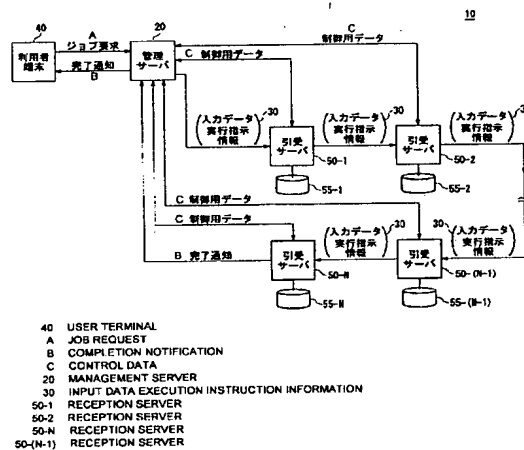 10
C
制御用データ
40
20
A
ジョブ要求
利用者
端末
完了通知
B
管理
サーバ
C 制御用データ
30
(入力データ
実行指示
情報)
引受
サーバ
50-1
55-1
30
(入力データ
実行指示
情報)
引受
サーバ
50-2
55-2
(入力データ
実行指示
情報)
C 制御用データ
C 制御用データ
B 完了通知
引受
サーバ
50-N
55-N
30
(入力データ
実行指示
情報)
引受
サーバ
50-(N-1)
55-(N-1)
30
(入力データ
実行指示
情報)
40 USER TERMINAL
A JOB REQUEST
B COMPLETION NOTIFICATION
C CONTROL DATA
20 MANAGEMENT SERVER
30 INPUT DATA EXECUTION INSTRUCTION INFORMATION
50-1 RECEPTION SERVER
50-2 RECEPTION SERVER
50-N RECEPTION SERVER
50-(N-1) RECEPTION SERVER